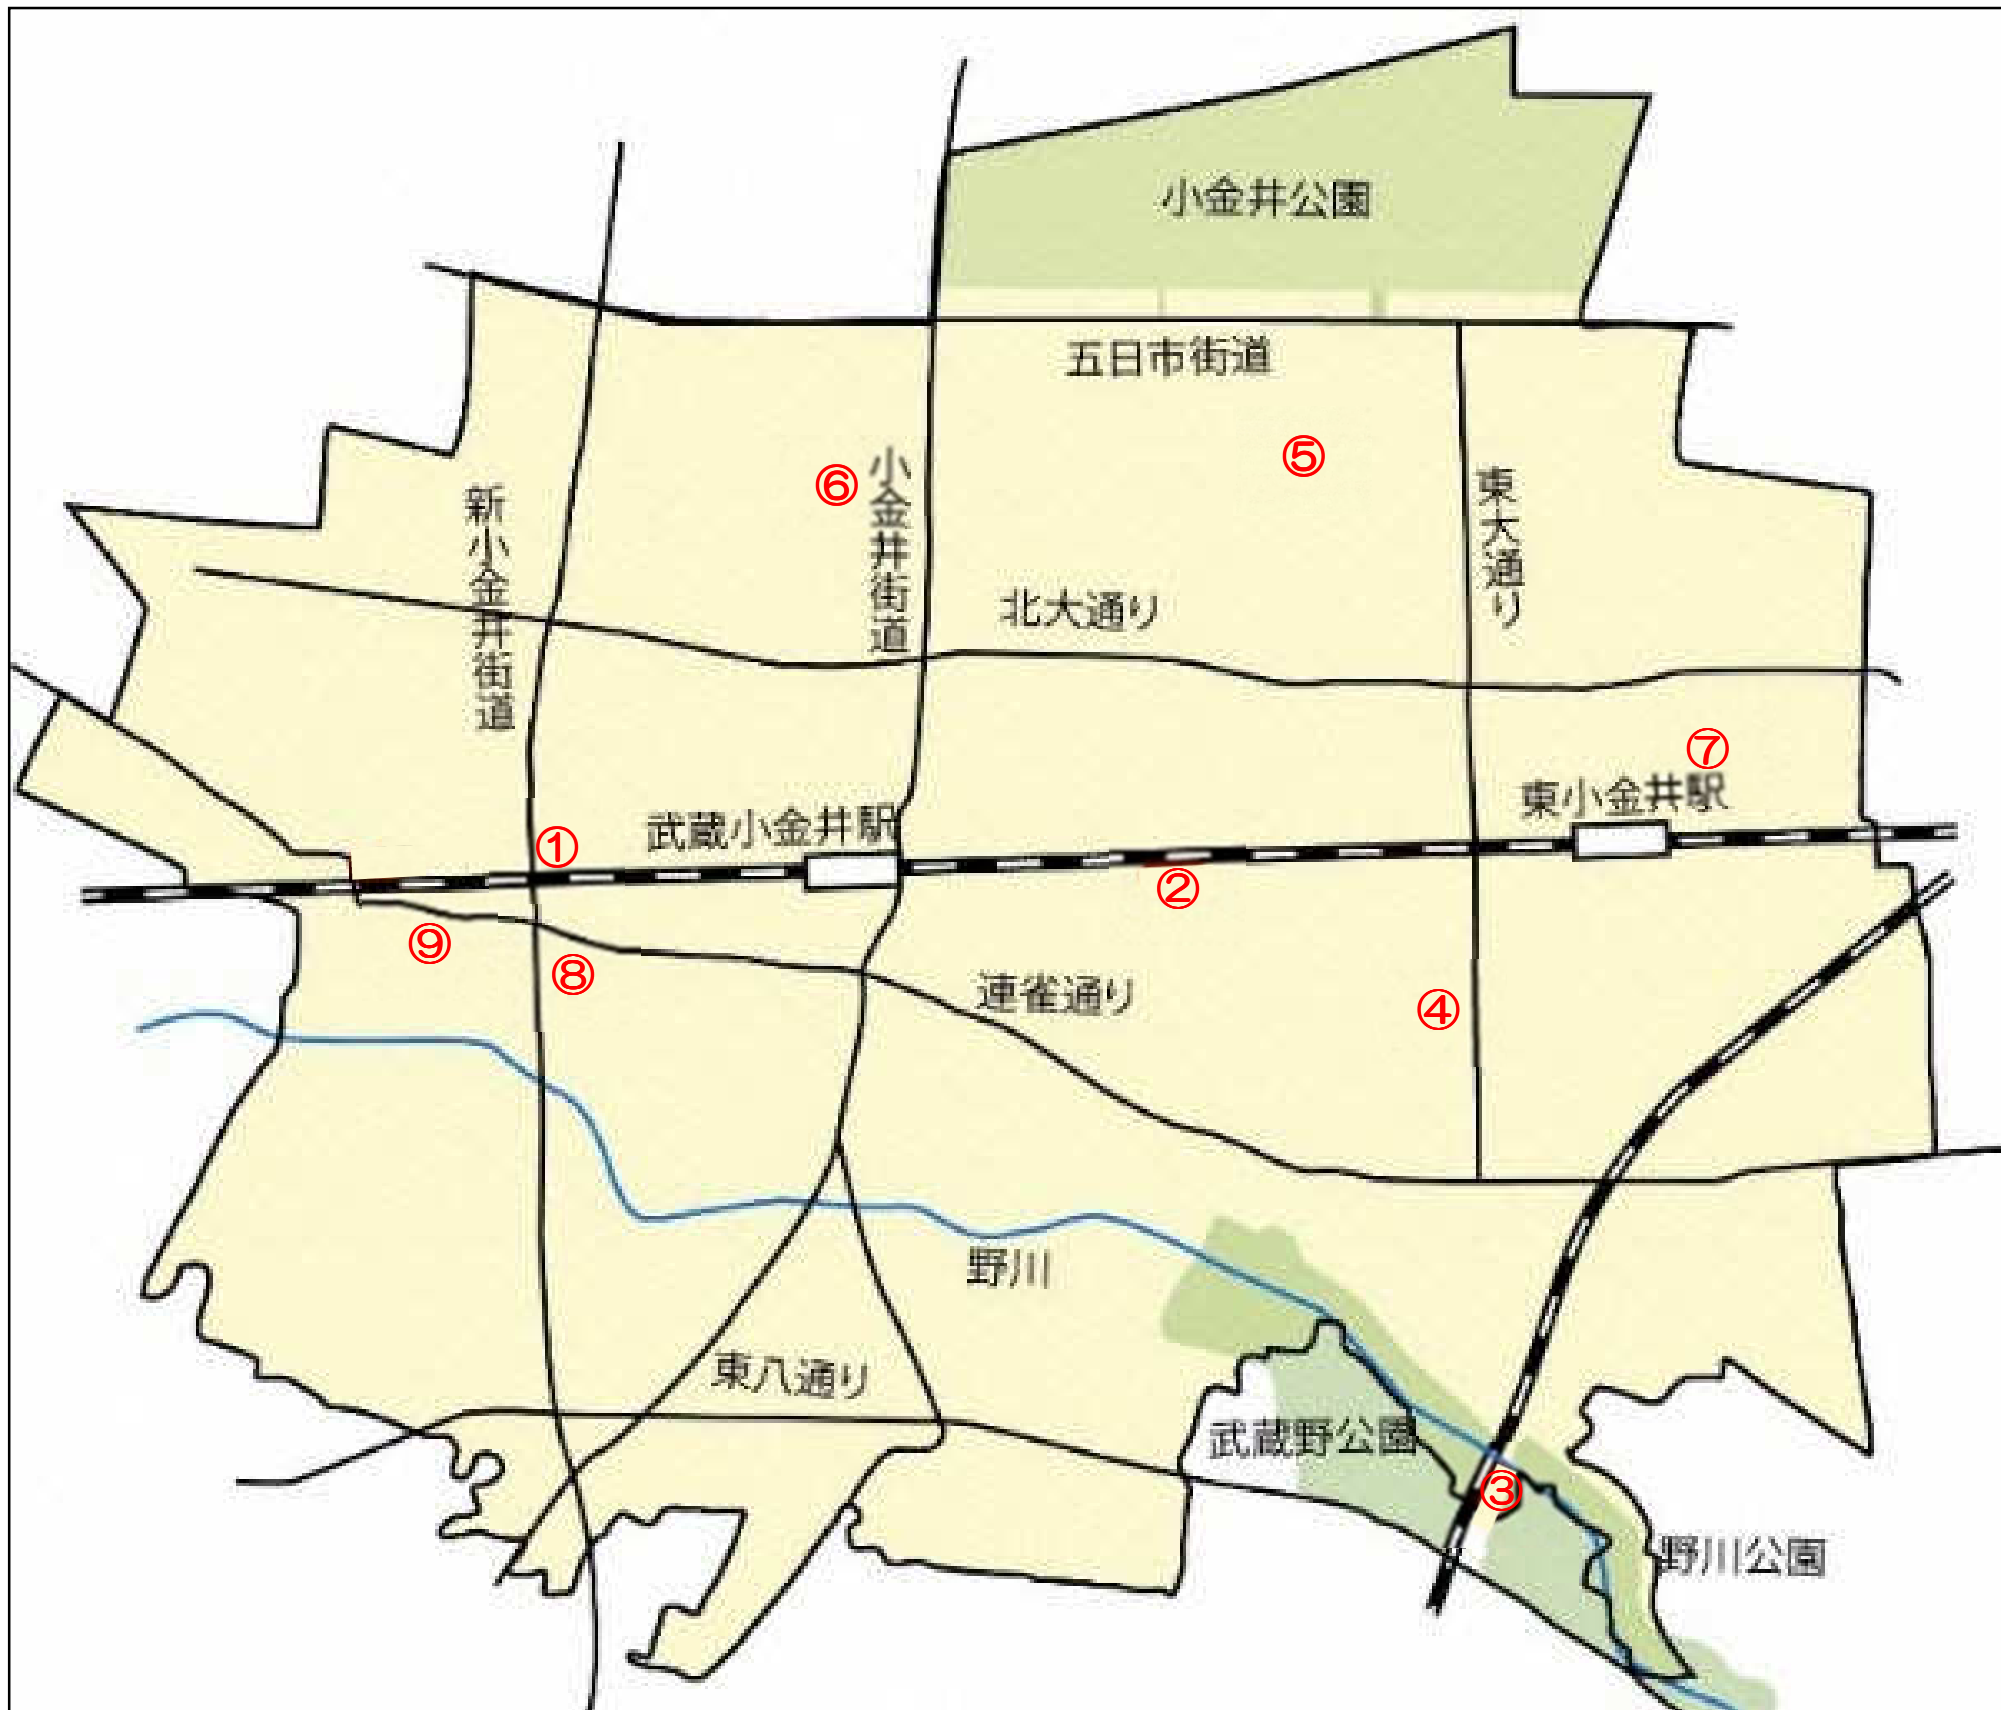 小金井公園
五日市街道
⑤
⑥
小金井街道
東大通り
新小金井街道
北大通り
⑦
東小金井駅
武蔵小金井駅
①
②
⑨
⑧
連雀通り
④
野川
東八通り
武蔵野公園
③
野川公園